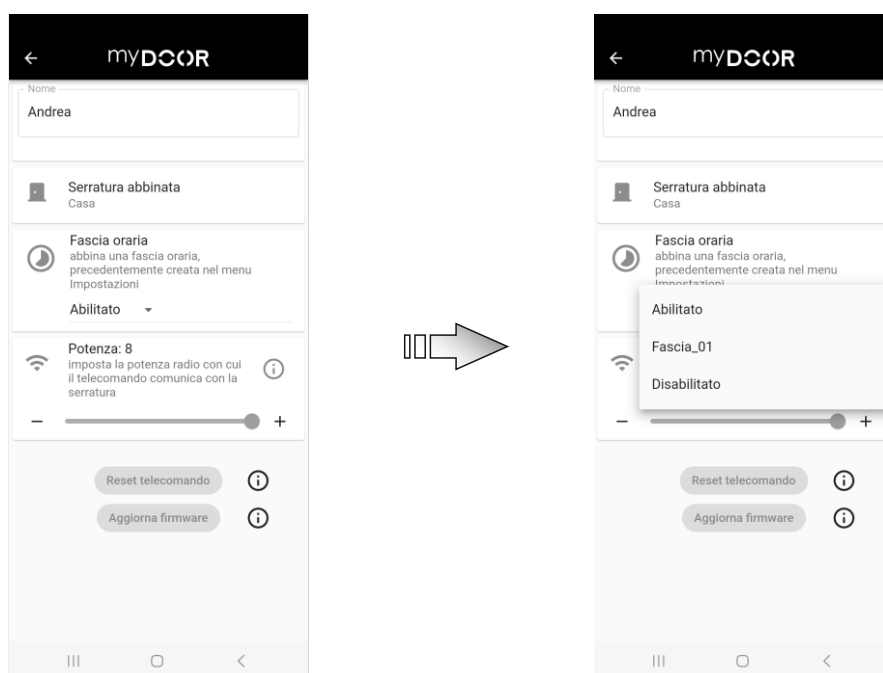 myDOOR
Nome
Andrea
Serratura abbinata
Casa
Fascia oraria
abbina una fascia oraria,
precedentemente creata nel menu
Impostazioni
Abilitato
Potenza: 8
imposta la potenza radio con cui
il telecomando comunica con la
serratura
Reset telecomando
Aggiorna firmware
myDOOR
Nome
Andrea
Serratura abbinata
Casa
Fascia oraria
abbina una fascia oraria,
precedentemente creata nel menu
Impostazioni
Abilitato
Fascia_01
Disabilitato
Reset telecomando
Aggiorna firmware